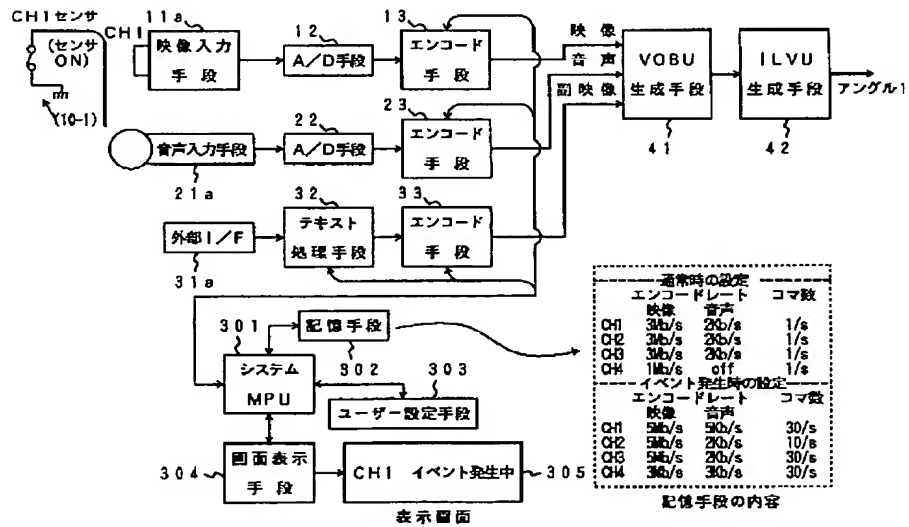 CH1センサ
(センサ
ON)
(10-1)
CH1
11a
映像入力
手段
12
A/D手段
13
エンコード
手段
映像
音声
副映像
VOBU
生成手段
41
ILVU
生成手段
42
アングル1
音声入力手段
21a
22
A/D手段
23
エンコード
手段
外部I/F
31a
32
テキスト
処理手段
33
エンコード
手段
301
システム
MPU
記憶手段
302
303
ユーザー設定手段
304
画面表示
手段
CH1 イベント発生中
305
表示画面
通常時の設定
エンコードレート コマ数
映像 音声
CH1 3Mb/s 2Kb/s 1/s
CH2 3Mb/s 2Kb/s 1/s
CH3 3Mb/s 2Kb/s 1/s
CH4 1Mb/s off 1/s
イベント発生時の設定
エンコードレート コマ数
映像 音声
CH1 5Mb/s 5Kb/s 30/s
CH2 5Mb/s 2Kb/s 10/s
CH3 5Mb/s 2Kb/s 30/s
CH4 3Mb/s 3Kb/s 30/s
記憶手段の内容